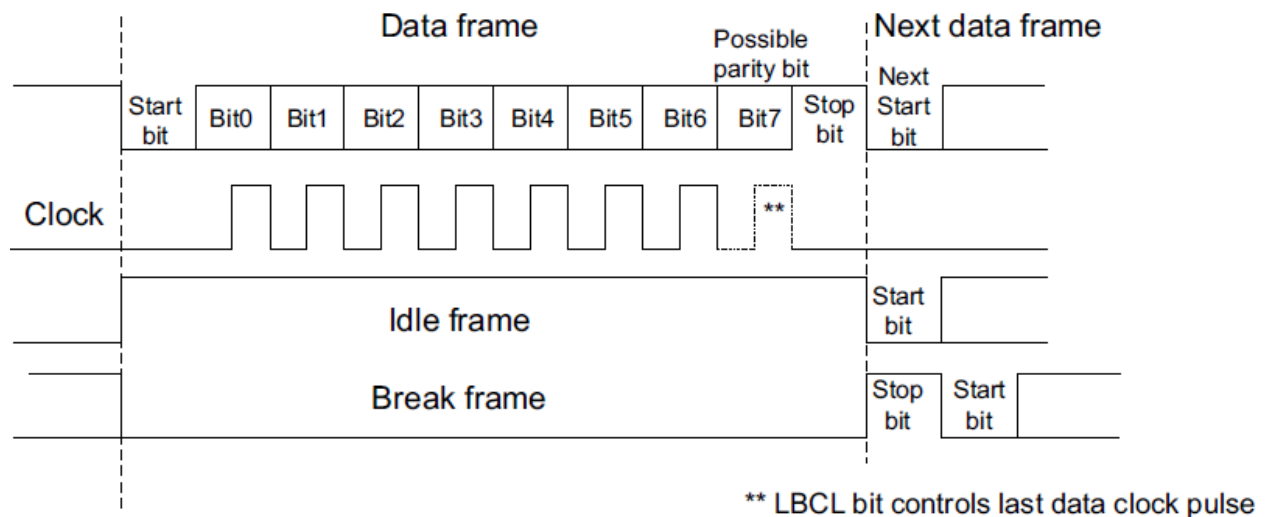 Data frame
Next data frame
Possible
parity bit
Next
Start
bit
Start
bit
Bit0 Bit1 Bit2 Bit3 Bit4 Bit5 Bit6 Bit7
Stop
bit
Clock
**
Idle frame
Start
bit
Break frame
Stop
bit
Start
bit
** LBCL bit controls last data clock pulse